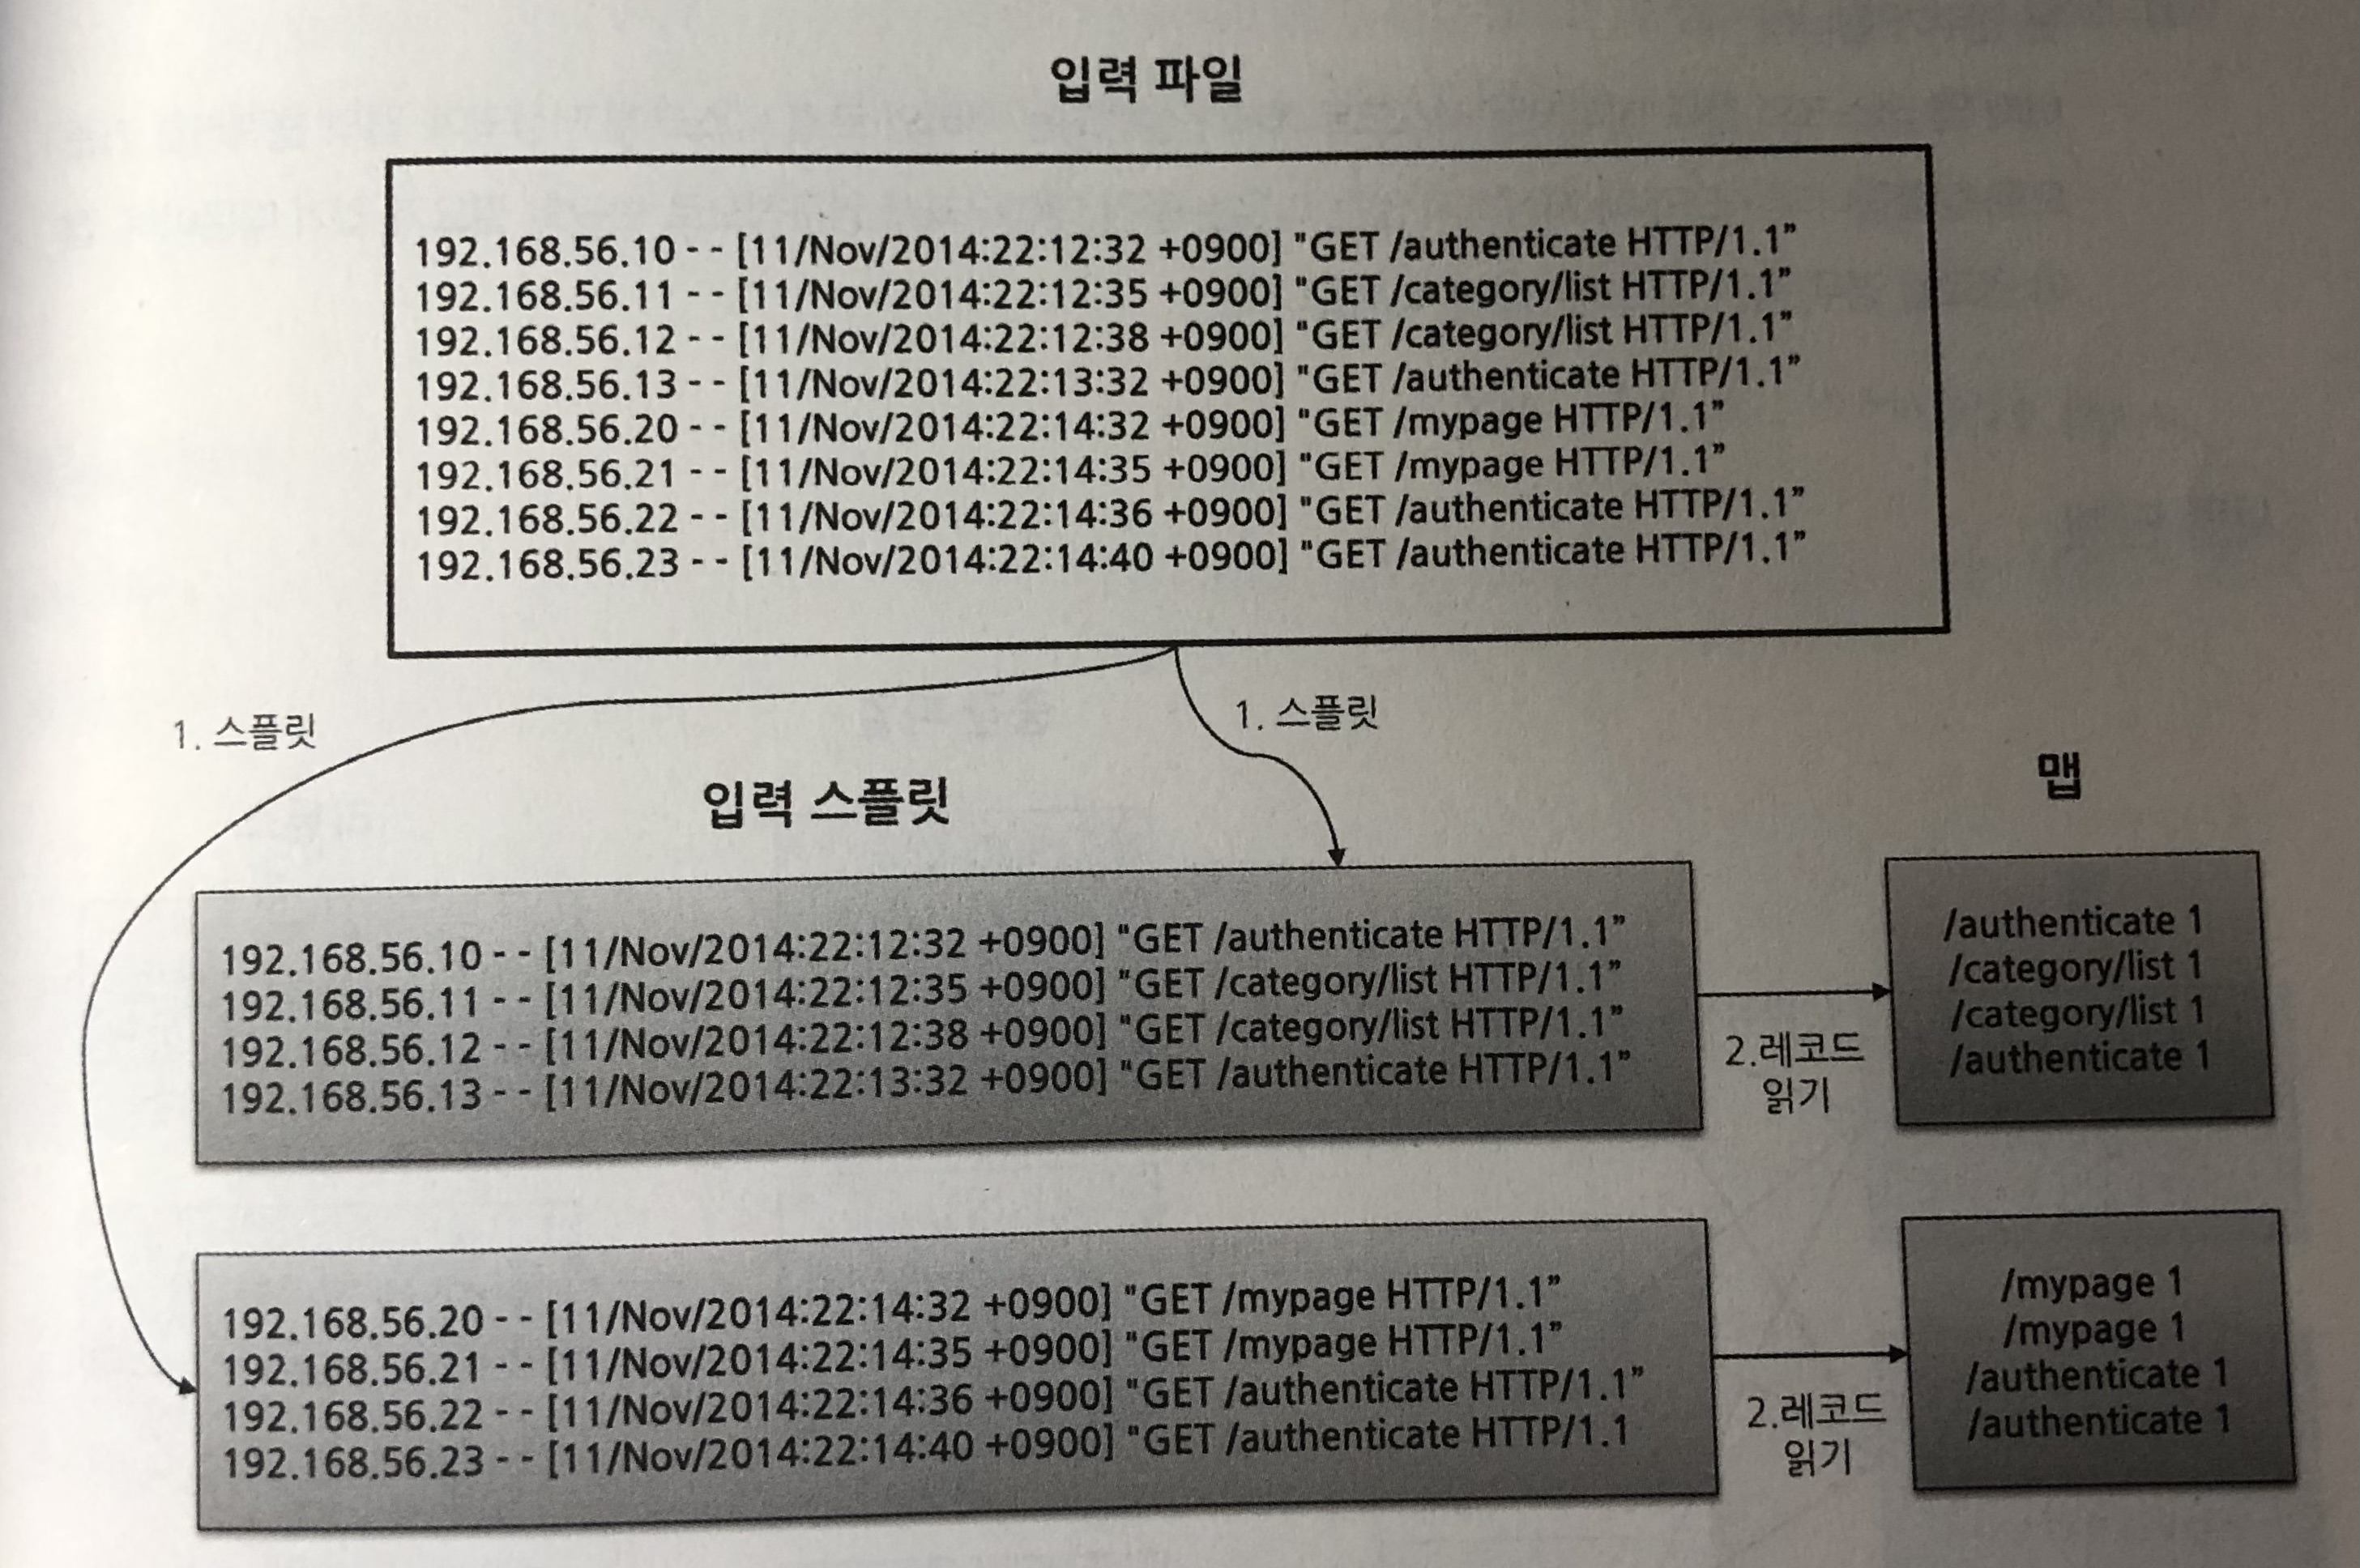 입력 파일
192.168.56.10 - - [11/Nov/2014:22:12:32 +0900] "GET /authenticate HTTP/1.1”
192.168.56.11 - - [11/Nov/2014:22:12:35 +0900] "GET /category/list HTTP/1.1”
192.168.56.12 - - [11/Nov/2014:22:12:38 +0900] "GET /category/list HTTP/1.1”
192.168.56.13 - - [11/Nov/2014:22:13:32 +0900] "GET /authenticate HTTP/1.1”
192.168.56.20 - - [11/Nov/2014:22:14:32 +0900] "GET /mypage HTTP/1.1”
192.168.56.21 - - [11/Nov/2014:22:14:35 +0900] "GET /mypage HTTP/1.1”
192.168.56.22 - - [11/Nov/2014:22:14:36 +0900] "GET /authenticate HTTP/1.1”
192.168.56.23 - - [11/Nov/2014:22:14:40 +0900] "GET /authenticate HTTP/1.1”
1. 스플릿
1. 스플릿
입력 스플릿
맵
192.168.56.10 - - [11/Nov/2014:22:12:32 +0900] "GET /authenticate HTTP/1.1”
192.168.56.11 - - [11/Nov/2014:22:12:35 +0900] "GET /category/list HTTP/1.1”
192.168.56.12 - - [11/Nov/2014:22:12:38 +0900] "GET /category/list HTTP/1.1”
192.168.56.13 - - [11/Nov/2014:22:13:32 +0900] "GET /authenticate HTTP/1.1”
2.레코드
읽기
/authenticate 1
/category/list 1
/category/list 1
/authenticate 1
192.168.56.20 - - [11/Nov/2014:22:14:32 +0900] "GET /mypage HTTP/1.1”
192.168.56.21 - - [11/Nov/2014:22:14:35 +0900] "GET /mypage HTTP/1.1”
192.168.56.22 - - [11/Nov/2014:22:14:36 +0900] "GET /authenticate HTTP/1.1”
192.168.56.23 - - [11/Nov/2014:22:14:40 +0900] "GET /authenticate HTTP/1.1
2.레코드
읽기
/mypage 1
/mypage 1
/authenticate 1
/authenticate 1